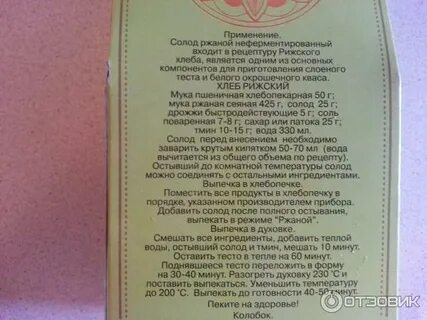 Применение.
Солод ржаной неферментированный
входит в рецептуру Рижского
хлеба, является одним из основных
компонентов для приготовления слоеного
теста и белого окрошечного кваса.
ХЛЕБ РИЖСКИЙ
Мука пшеничная хлебопекарная 50 г;
мука ржаная сеяная 425 г, солод 25 г;
дрожжи быстродействующие 5 г; соль
поваренная 7-8 г; сахар или патока 25 г;
тмин 10-15 г; вода 330 мл.
Солод перед внесением необходимо
заварить крутым кипятком 50-70 мл (вода
вычитается из общего объема по рецепту).
Остывший до комнатной температуры солод
можно соединять с остальными ингредиентами.
Выпечка в хлебопечке.
Поместить все продукты в хлебопечку в
порядке, указанном производителем прибора.
Добавить солод после полного остывания,
выпекать в режиме "Ржаной".
Выпечка в духовке.
Смешать все ингредиенты, добавить теплой
воды, остывший солод и тмин, мешать 10 минут.
Оставить тесто в тепле на 60 минут.
Поднявшееся тесто переложить в форму
на 30-40 минут. Разогреть духовку 230 °С и
поставить выпекаться. Уменьшить температуру
до 200 °С. Выпекать до готовности 40-50 минут.
Пеките на здоровье!
Колобок.
ОТЗОВИК